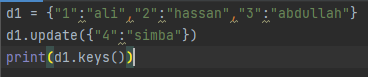 d1 = {"1":"ali","2":"hassan","3":"abdullah"}
d1.update({"4":"simba"})
print(d1.keys())